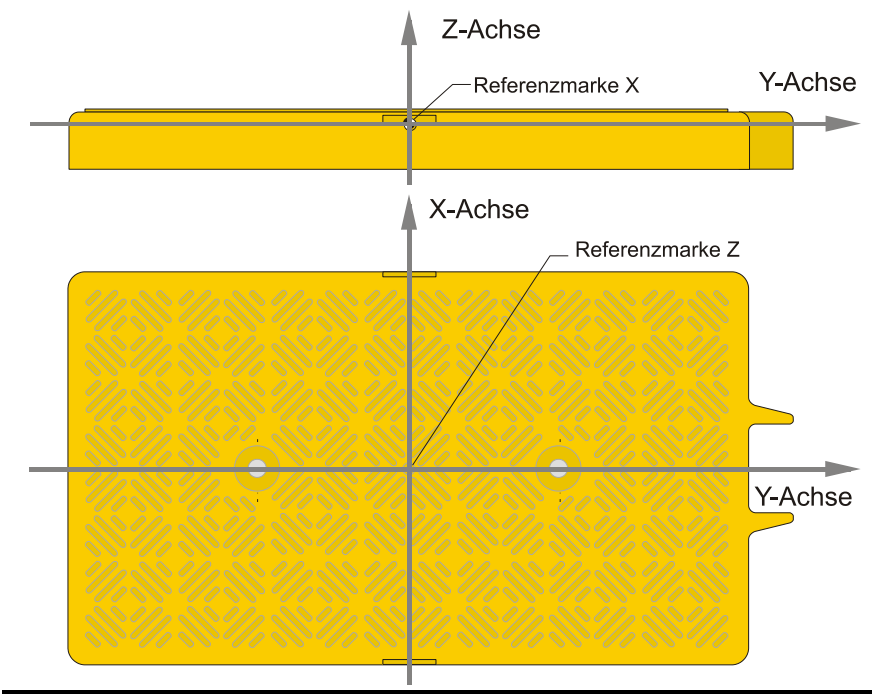 Z-Achse
Referenzmarke X
Y-Achse
X-Achse
Referenzmarke Z
Y-Achse